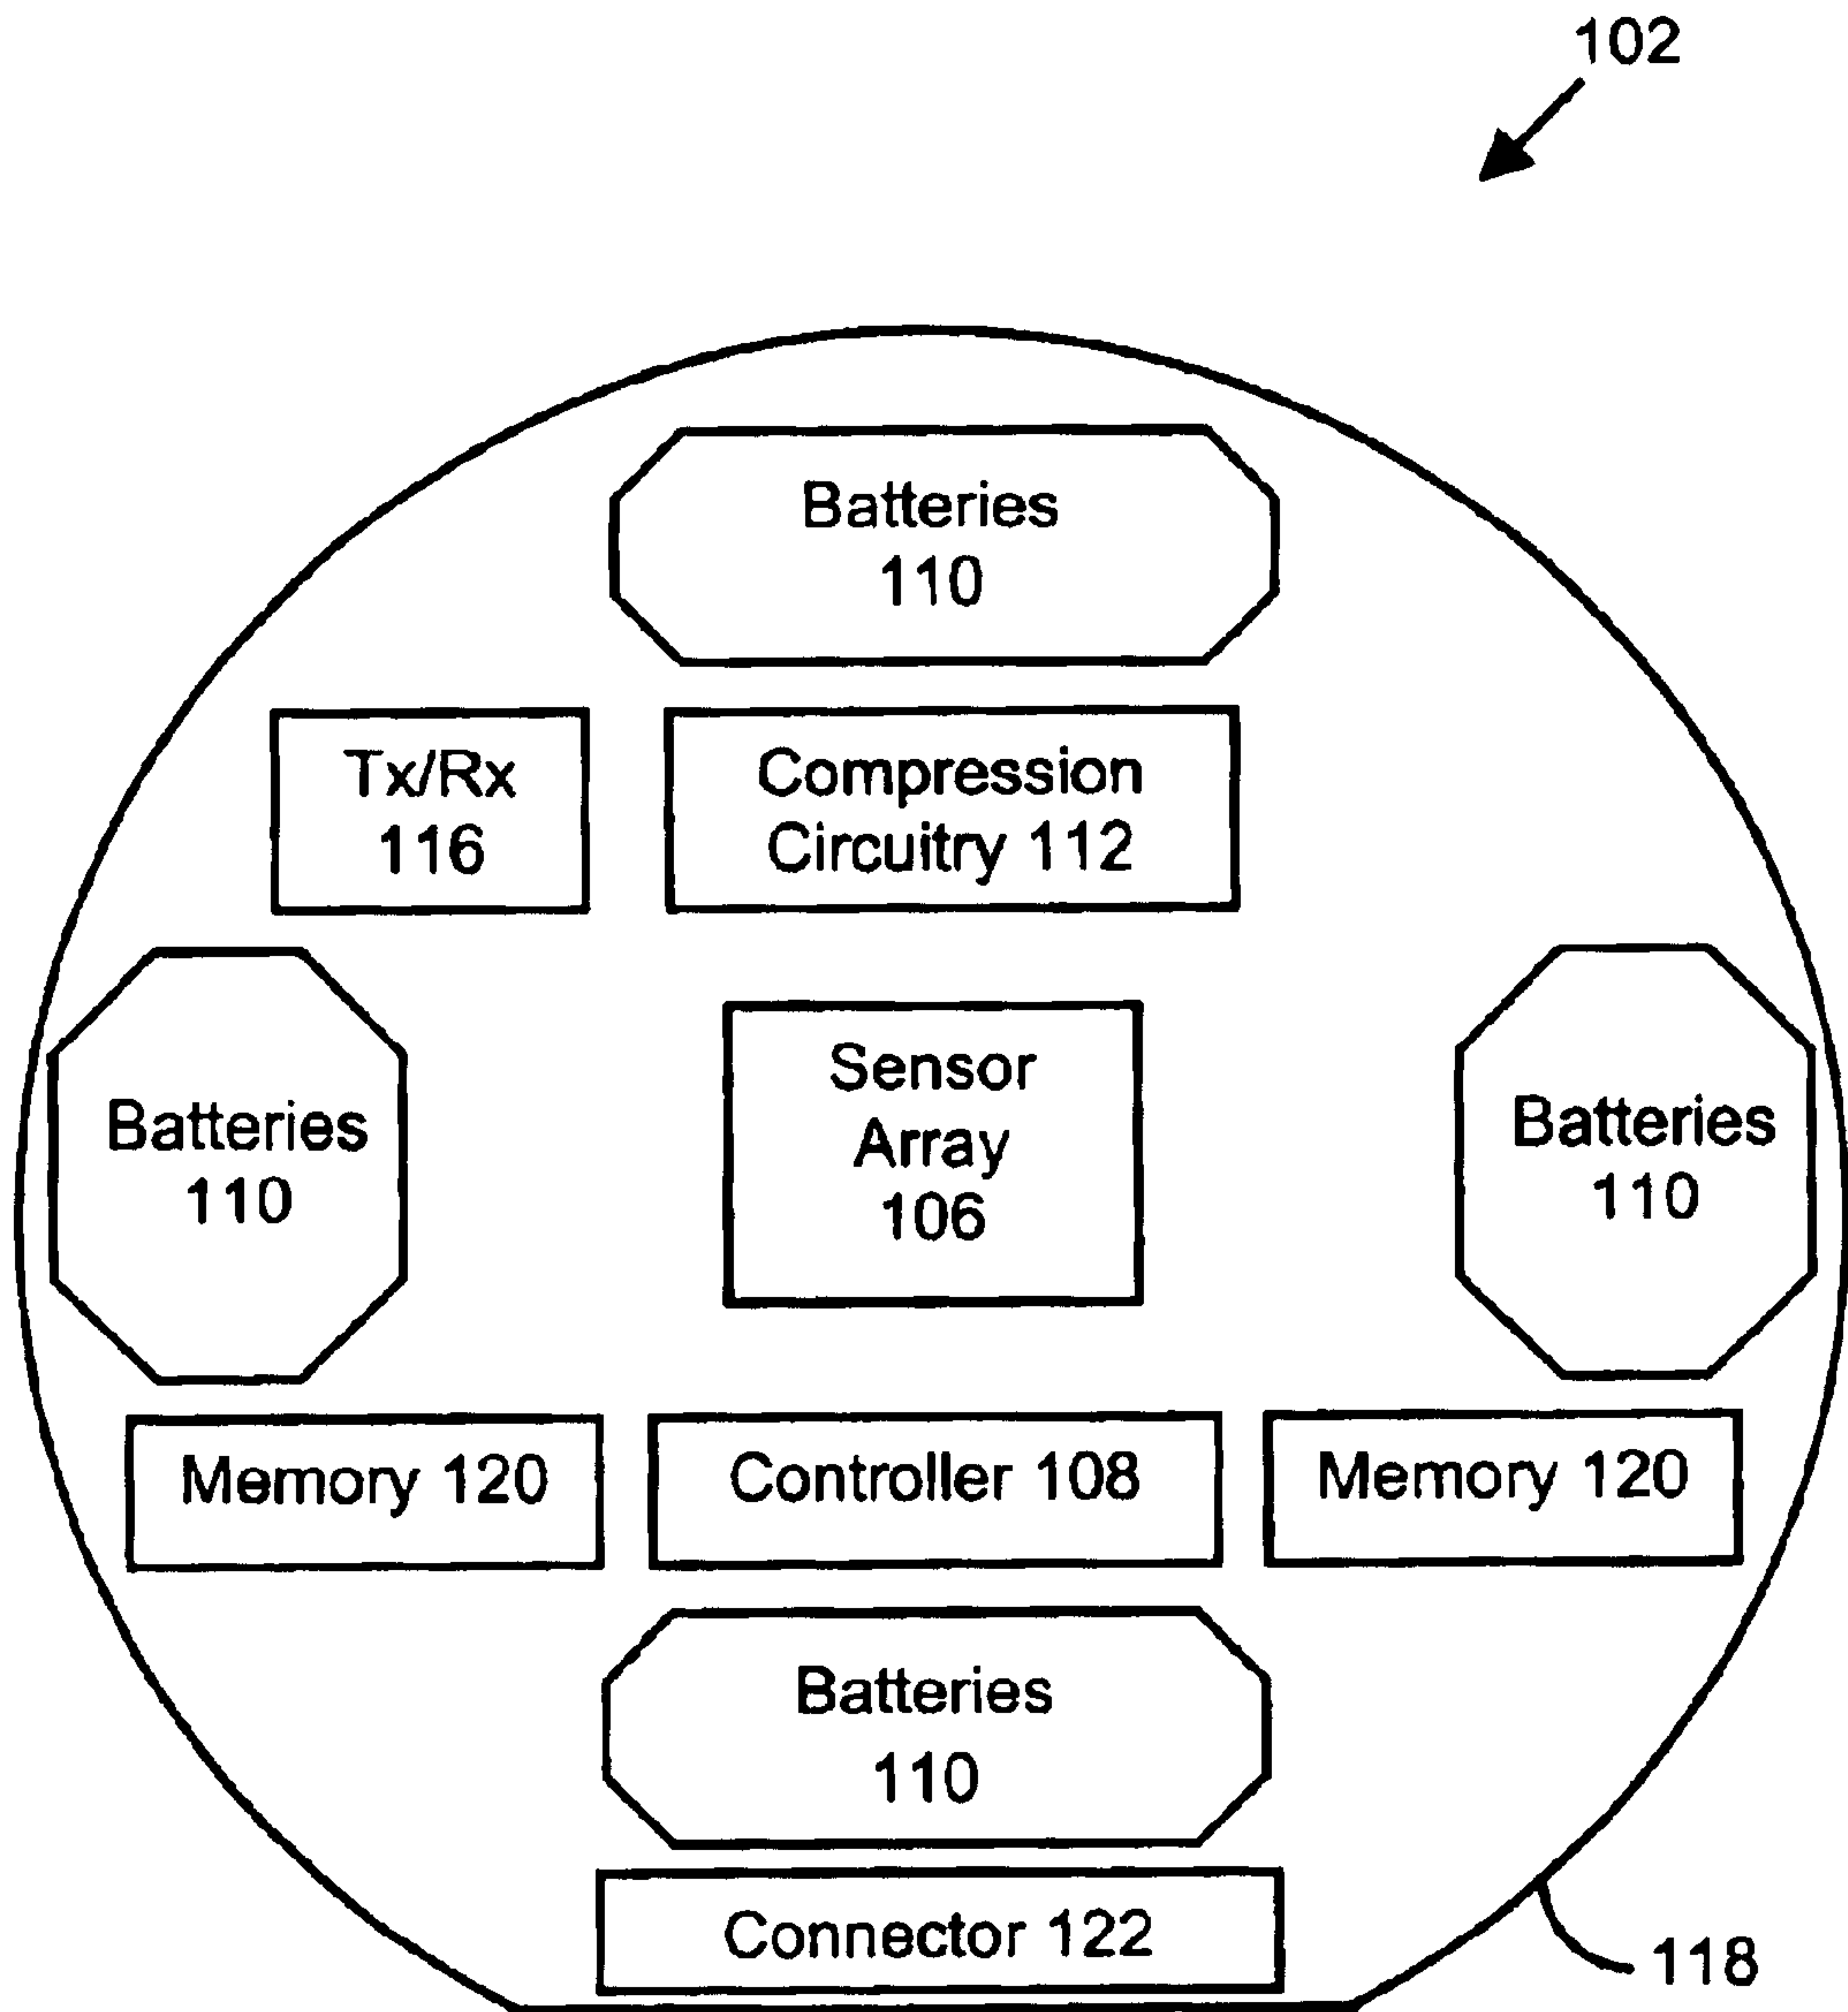 102
Batteries
110
Tx/Rx
116
Compression
Circuitry 112
Batteries
110
Sensor
Array
106
Batteries
110
Memory 120
Controller 108
Memory 120
Batteries
110
Connector 122
118